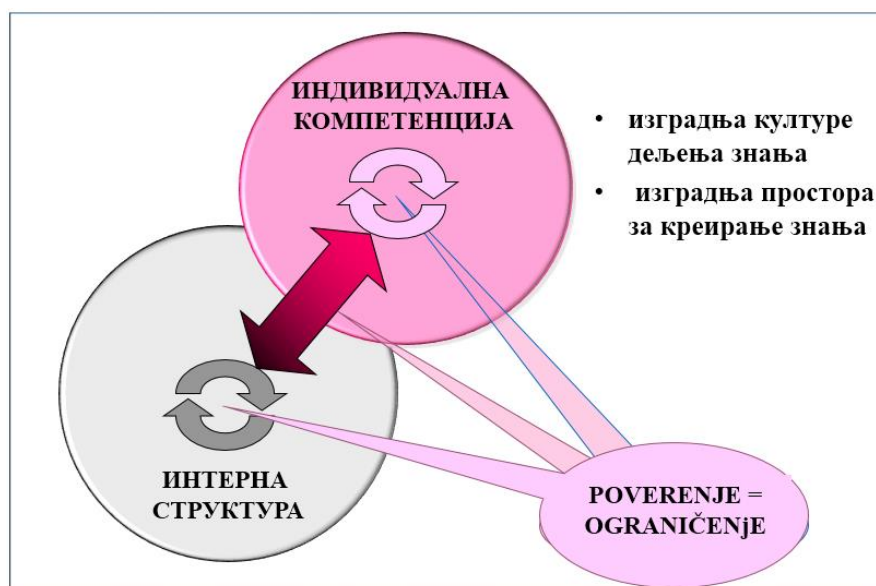 ИНДИВИДУАЛНА
КОМПЕТЕНЦИЈА
• изградња културе
дељења знања
• изградња простора
за креирање знања
ИНТЕРНА
СТРУКТУРА
POVERENJE =
OGRANIČENjE